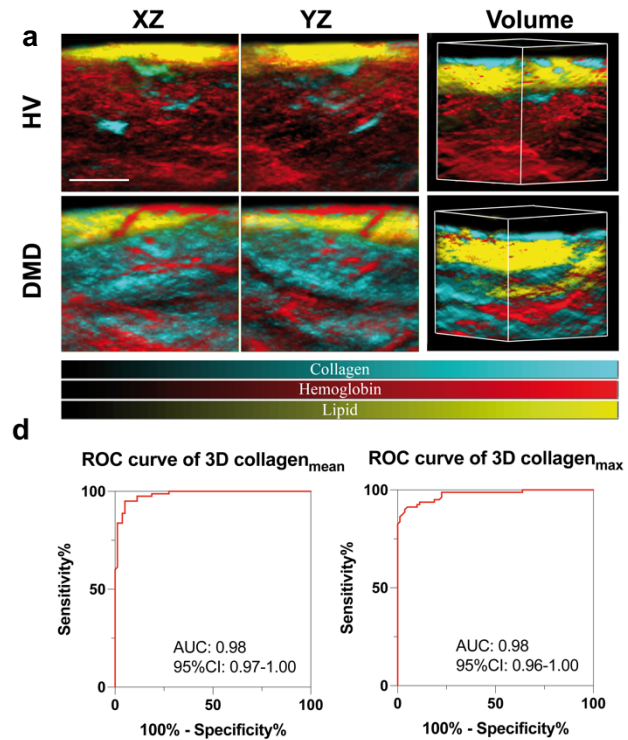 XZ YZ Volume
a
HV
DMD
Collagen
Hemoglobin
Lipid
d
ROC curve of 3D collagenmean
ROC curve of 3D collagenmax
100
50
0
Sensitivity%
AUC: 0.98
95%CI: 0.97-1.00
0 50 100
100% - Specificity%
100
50
0
Sensitivity%
AUC: 0.98
95%CI: 0.96-1.00
0 50 100
100% - Specificity%